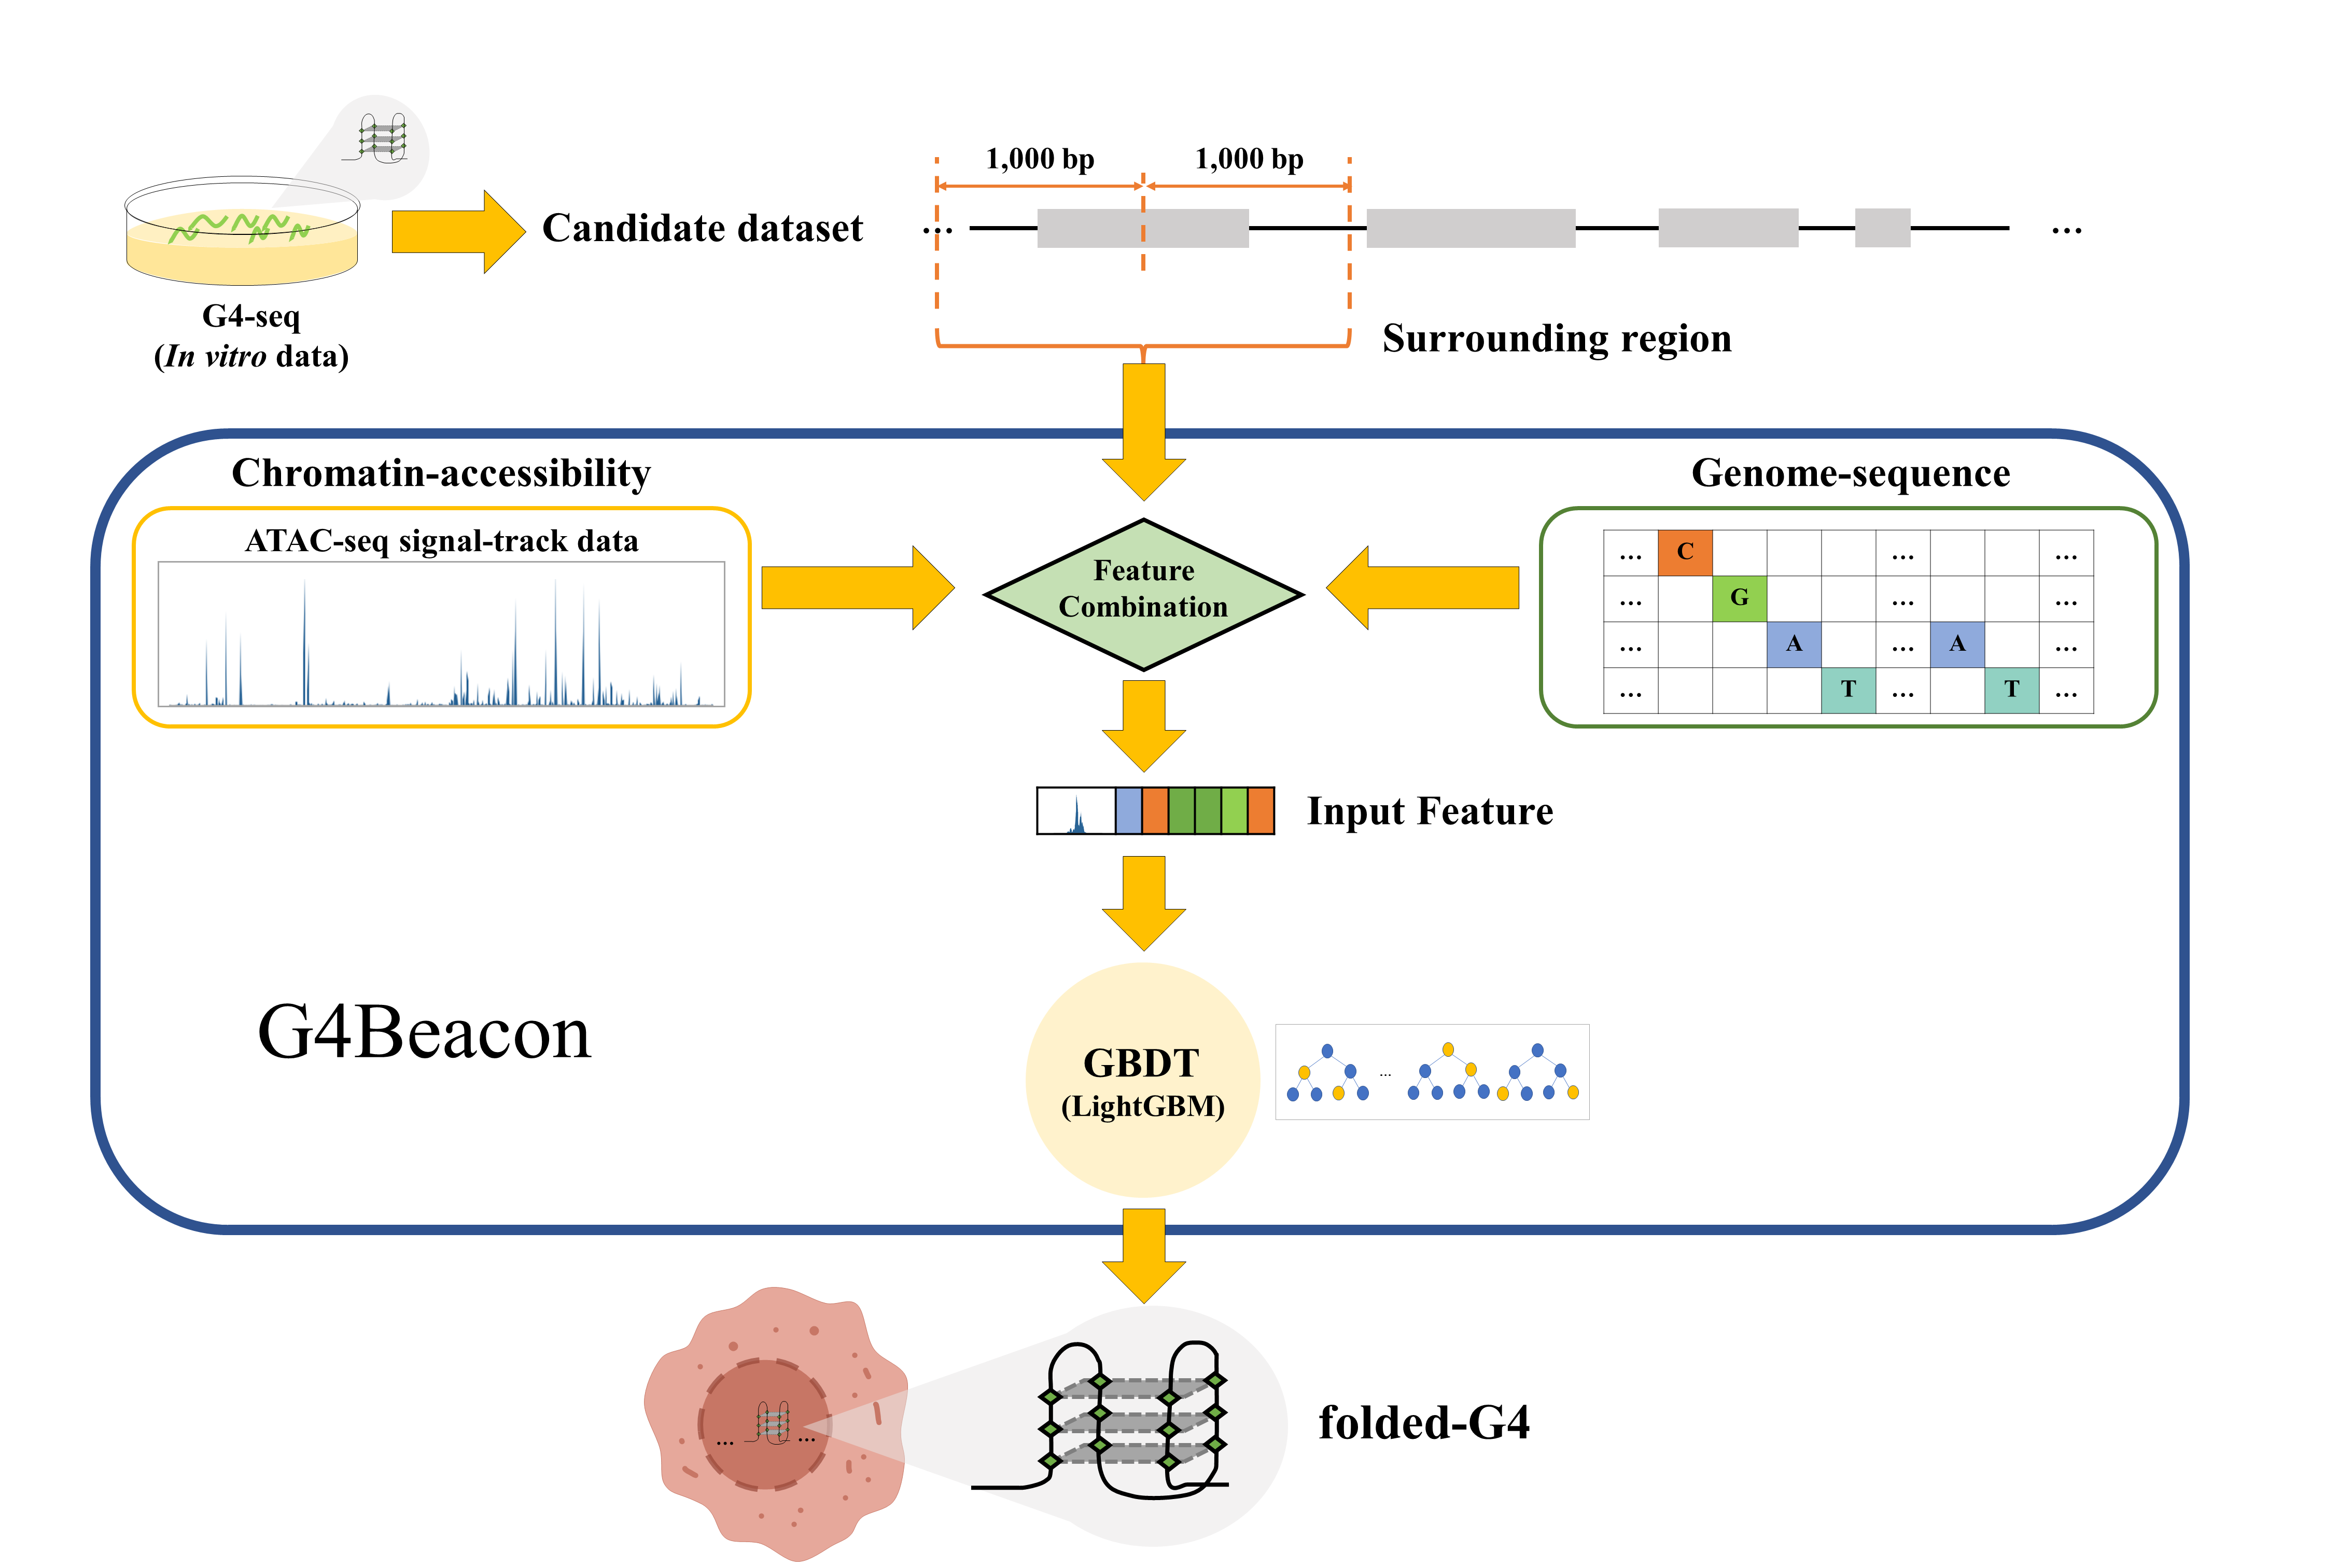 1,000 bp
1,000 bp
Candidate dataset
...
...
G4-seq
(In vitro data)
Surrounding region
Chromatin-accessibility
Genome-sequence
ATAC-seq signal-track data
Feature
Combination
... C ... ...
... G ... ...
... A ... A ...
... T ... T ...
Input Feature
G4Beacon
GBDT
(LightGBM)
...
... ...
folded-G4